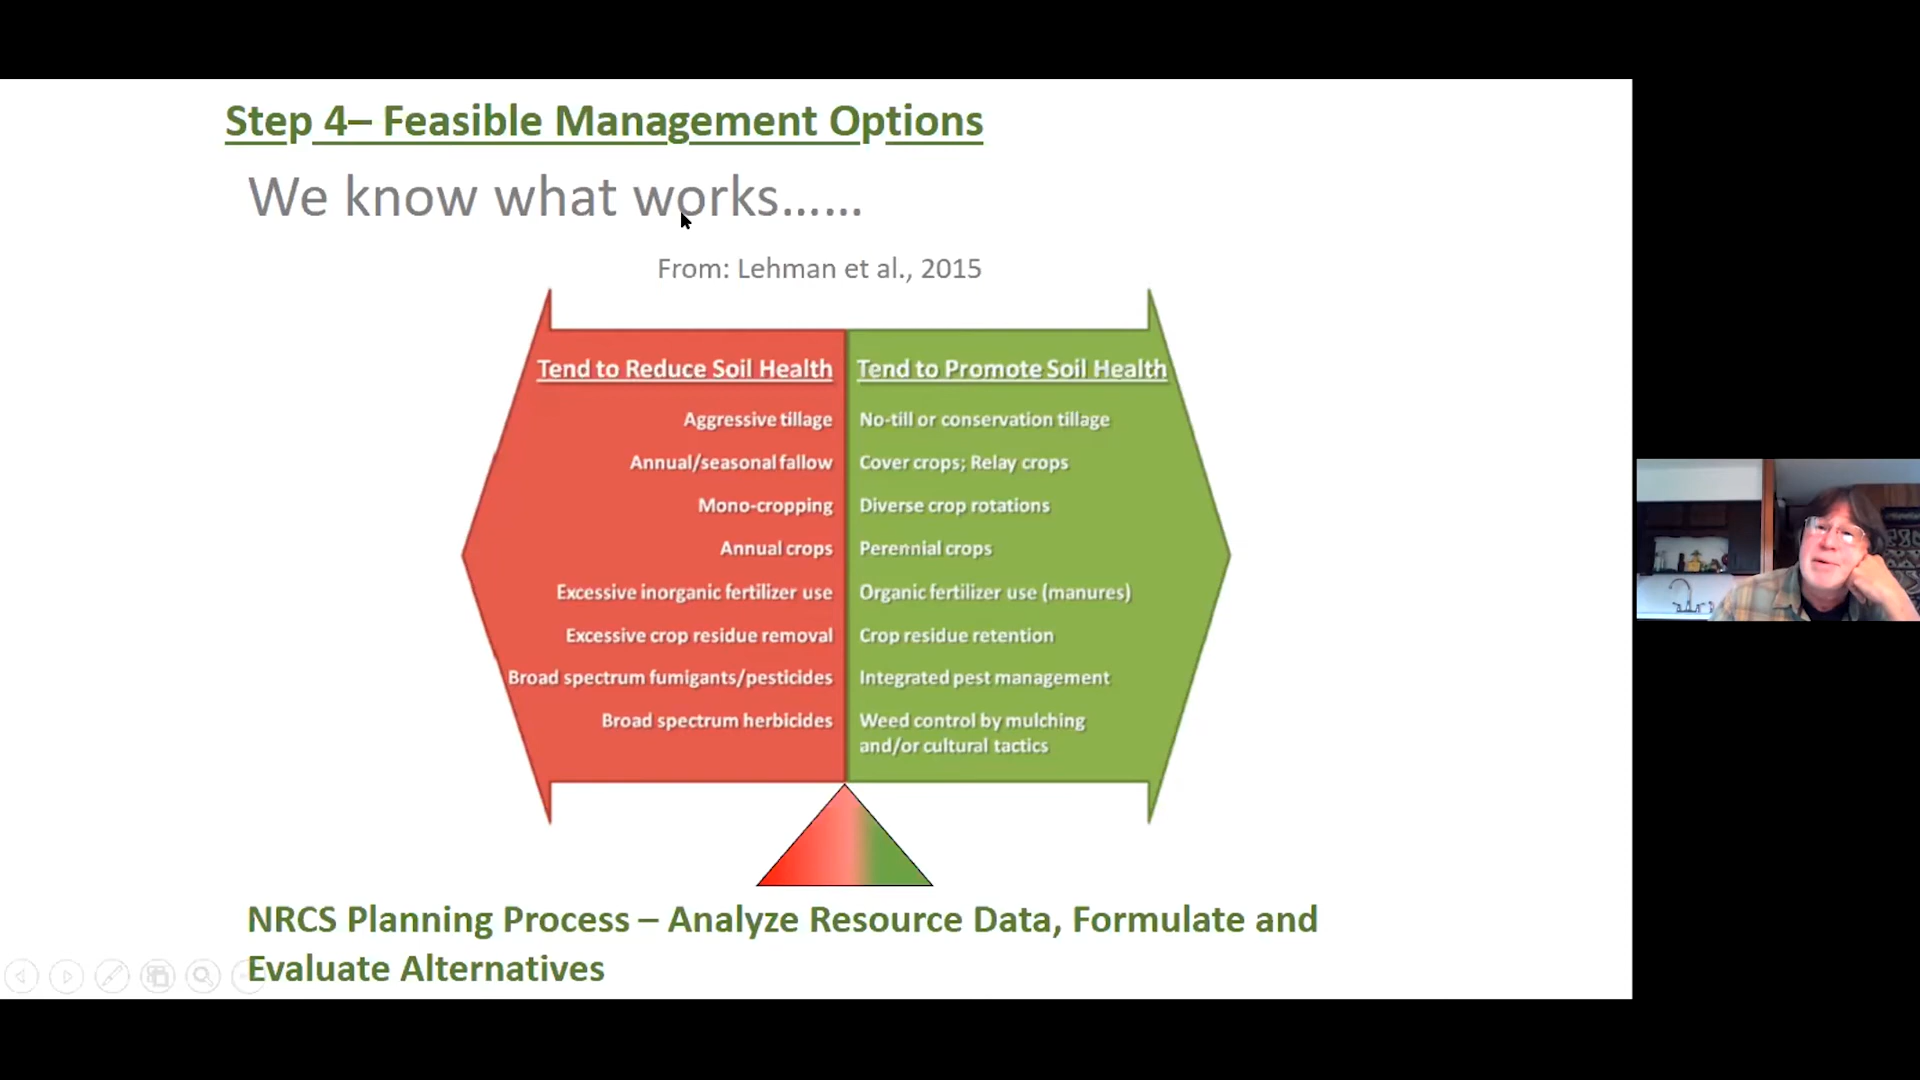 Step 4– Feasible Management Options
We know what works......
From: Lehman et al., 2015
Tend to Reduce Soil Health
Aggressive tillage
Annual/seasonal fallow
Mono-cropping
Annual crops
Excessive inorganic fertilizer use
Excessive crop residue removal
Broad spectrum fumigants/pesticides
Broad spectrum herbicides
Tend to Promote Soil Health
No-till or conservation tillage
Cover crops; Relay crops
Diverse crop rotations
Perennial crops
Organic fertilizer use (manures)
Crop residue retention
Integrated pest management
Weed control by mulching
and/or cultural tactics
NRCS Planning Process – Analyze Resource Data, Formulate and
Evaluate Alternatives